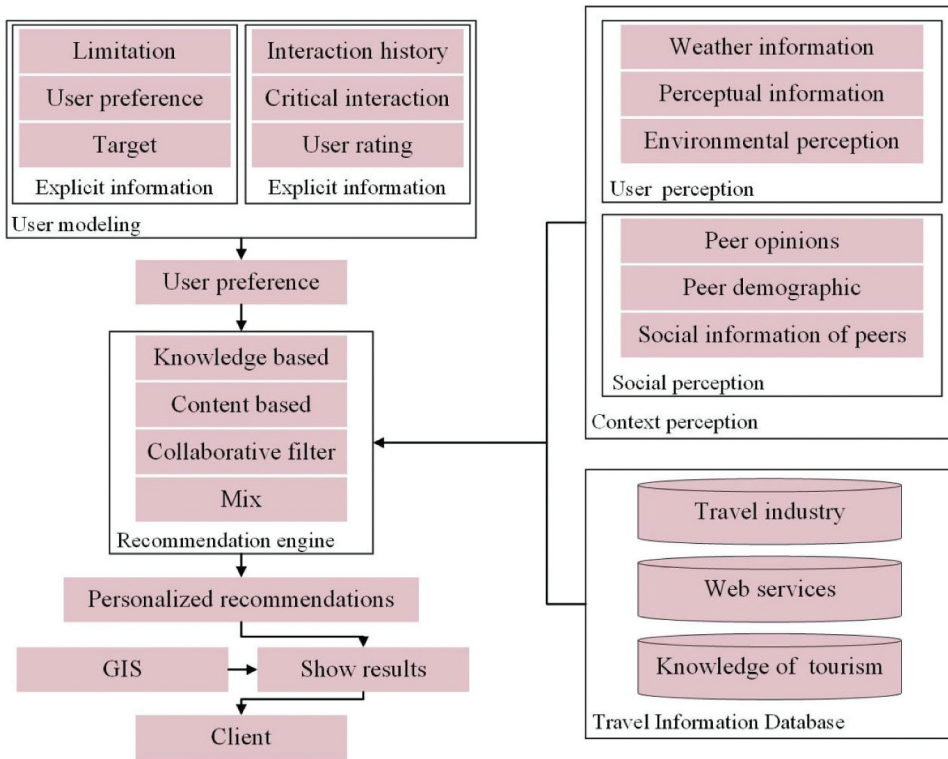 Limitation
User preference
Target
Explicit information
Interaction history
Critical interaction
User rating
Explicit information
User modeling
User preference
Knowledge based
Content based
Collaborative filter
Mix
Recommendation engine
Personalized recommendations
GIS
Show results
Client
Weather information
Perceptual information
Environmental perception
User perception
Peer opinions
Peer demographic
Social information of peers
Social perception
Context perception
Travel industry
Web services
Knowledge of tourism
Travel Information Database